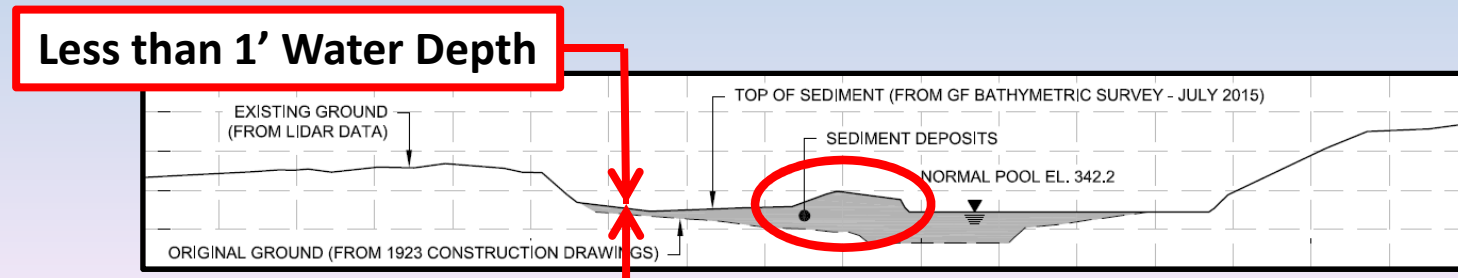 Less than 1’ Water Depth
EXISTING GROUND
(FROM LIDAR DATA)
TOP OF SEDIMENT (FROM GF BATHYMETRIC SURVEY - JULY 2015)
SEDIMENT DEPOSITS
NORMAL POOL EL. 342.2
ORIGINAL GROUND (FROM 1923 CONSTRUCTION DRAWINGS)